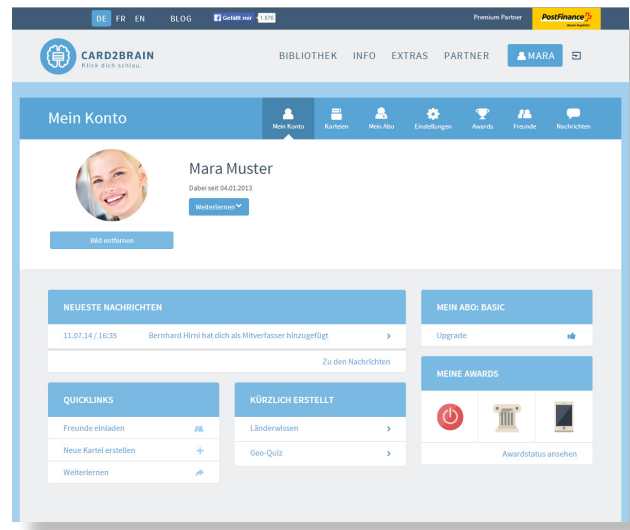 DE FR EN BLOG Gefällt mir Premium Partner PostFinance
CARD2BRAIN
Klick dich schlau.
BIBLIOTHEK INFO EXTRAS PARTNER MARA
Mein Konto
Mein Konto Karteien Mein Abo Einstellungen Awards Freunde Nachrichten
Mara Muster
Dabei seit 04.01.2013
Weiterlernen
Bild entfernen
NEUESTE NACHRICHTEN
11.07.14 / 16:35 Bernhard Hirni hat dich als Mitverfasser hinzugefügt
Zu den Nachrichten
MEIN ABO: BASIC
Upgrade
MEINE AWARDS
Awardstatus ansehen
QUICKLINKS
Freunde einladen
Neue Kartei erstellen
Weiterlernen
KÜRZLICH ERSTELLT
Länderwissen
Geo-Quiz